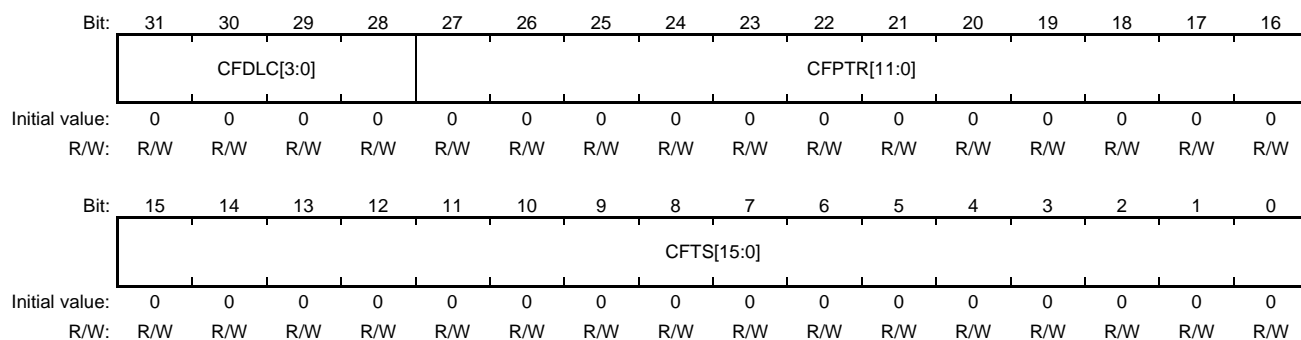 Bit: 31 30 29 28 27 26 25 24 23 22 21 20 19 18 17 16
CFDLC[3:0] CFPTR[11:0]
Initial value: 0 0 0 0 0 0 0 0 0 0 0 0 0 0 0 0
R/W: R/W R/W R/W R/W R/W R/W R/W R/W R/W R/W R/W R/W R/W R/W R/W R/W
Bit: 15 14 13 12 11 10 9 8 7 6 5 4 3 2 1 0
CFTS[15:0]
Initial value: 0 0 0 0 0 0 0 0 0 0 0 0 0 0 0 0
R/W: R/W R/W R/W R/W R/W R/W R/W R/W R/W R/W R/W R/W R/W R/W R/W R/W